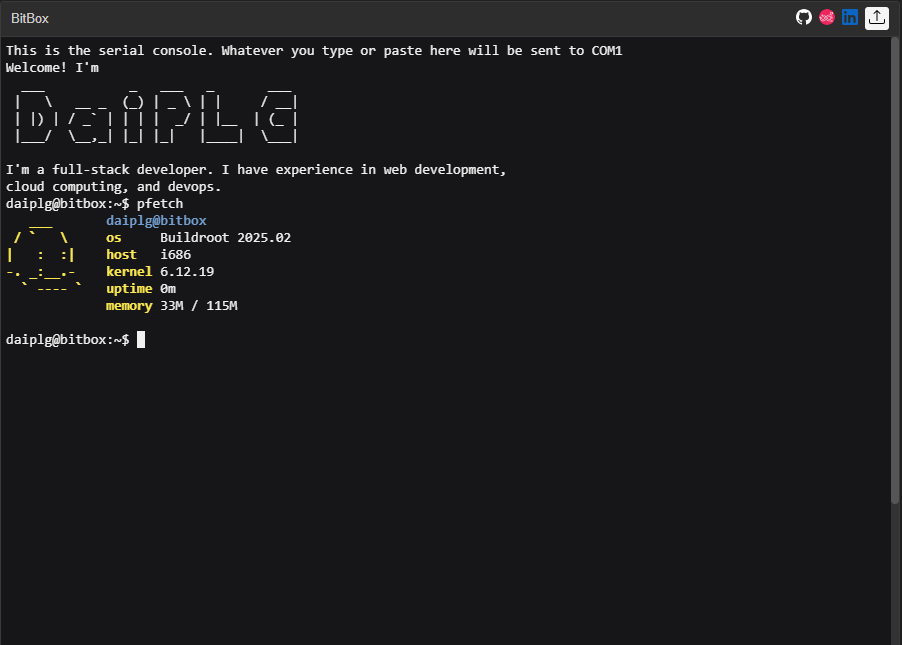 BitBox
This is the serial console. Whatever you type or paste here will be sent to COM1
Welcome! I'm
DaiPLG
I'm a full-stack developer. I have experience in web development,
cloud computing, and devops.
daiplg@bitbox:~$ pfetch
daiplg@bitbox
os Buildroot 2025.02
host i686
kernel 6.12.19
uptime 0m
memory 33M / 115M
daiplg@bitbox:~$